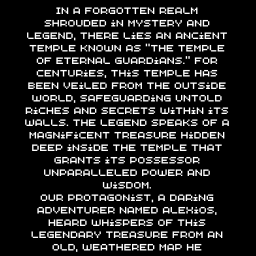 IN A FORGOTTEN REALM
SHROUDED IN MYSTERY AND
LEGEND, THERE LIES AN ANCIENT
TEMPLE KNOWN AS "THE TEMPLE
OF ETERNAL GUARDIANS." FOR
CENTURIES, THIS TEMPLE HAS
BEEN VEILED FROM THE OUTSIDE
WORLD, SAFEGUARDING UNTOLD
RICHES AND SECRETS WITHIN ITS
WALLS. THE LEGEND SPEAKS OF A
MAGNIFICENT TREASURE HIDDEN
DEEP INSIDE THE TEMPLE THAT
GRANTS ITS POSSESSOR
UNPARALLELED POWER AND
WISDOM.
OUR PROTAGONIST, A DARING
ADVENTURER NAMED ALEXIOS,
HEARD WHISPERS OF THIS
LEGENDARY TREASURE FROM AN
OLD, WEATHERED MAP HE